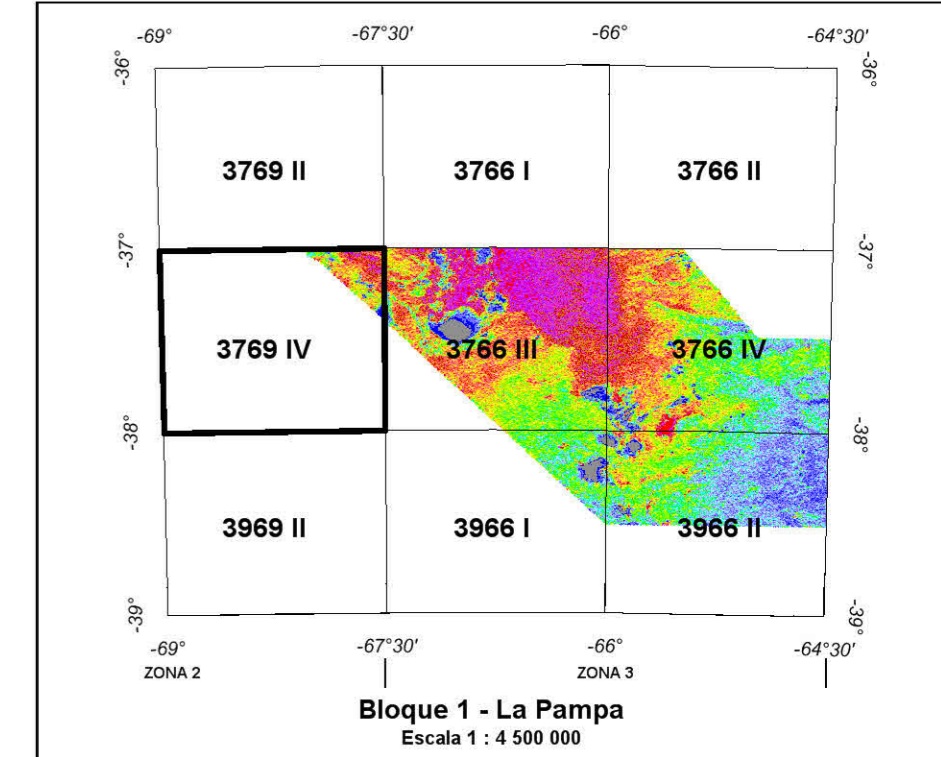 -69° -67°30' -66° -64°30'
-36° -36°
3769 II 3766 I 3766 II
-37° -37°
3769 IV 3766 III 3766 IV
-38° -38°
3969 II 3966 I 3966 II
-39° -39°
-69° -67°30' -66° -64°30'
ZONA 2 ZONA 3
Bloque 1 - La Pampa
Escala 1 : 4 500 000